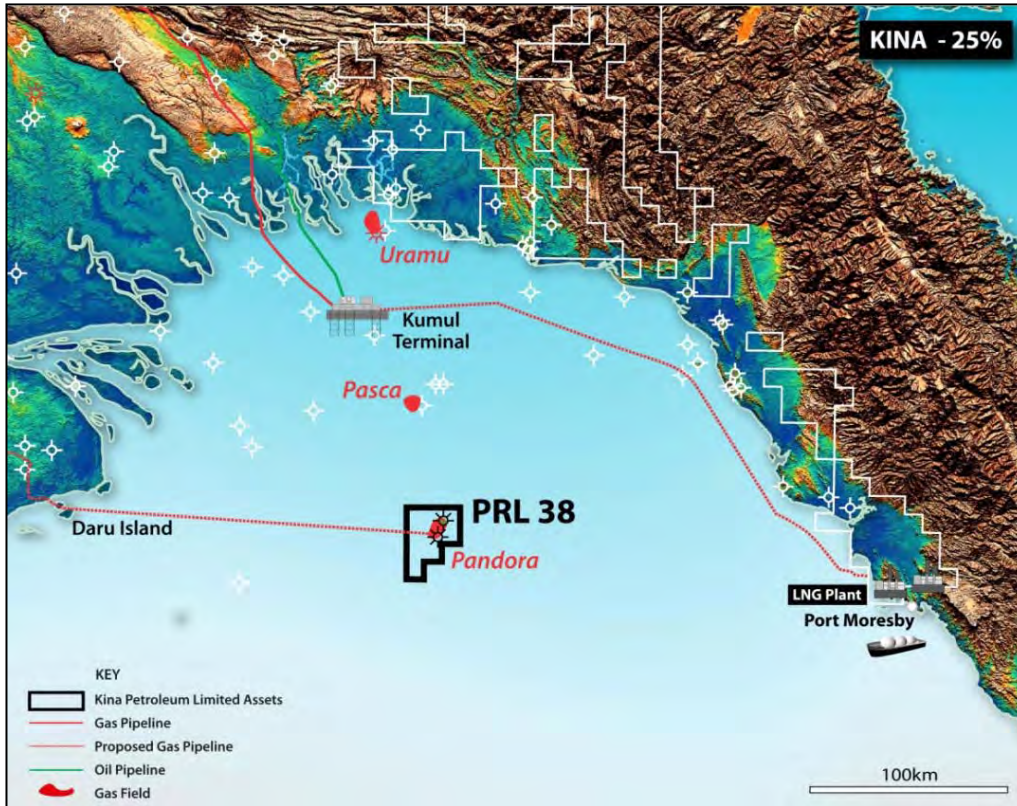 KINA - 25%
Uramu
Kumul
Terminal
Pasca
PRL 38
Daru Island
Pandora
LNG Plant
Port Moresby
KEY
Kina Petroleum Limited Assets
Gas Pipeline
Proposed Gas Pipeline
Oil Pipeline
Gas Field
100km